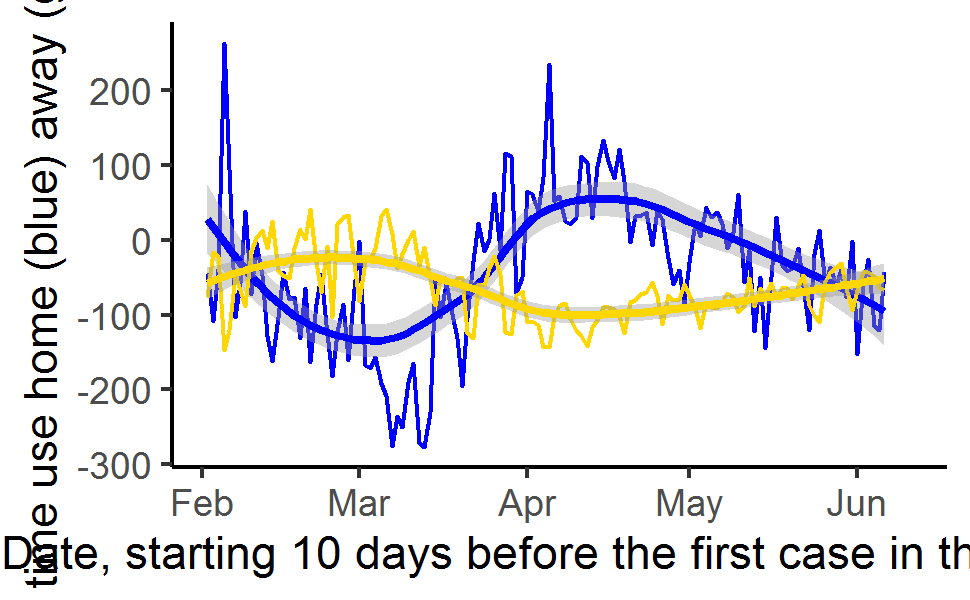 time use home (blue) away (
200
100
0
-100
-200
-300
Feb Mar Apr May Jun
Date, starting 10 days before the first case in th